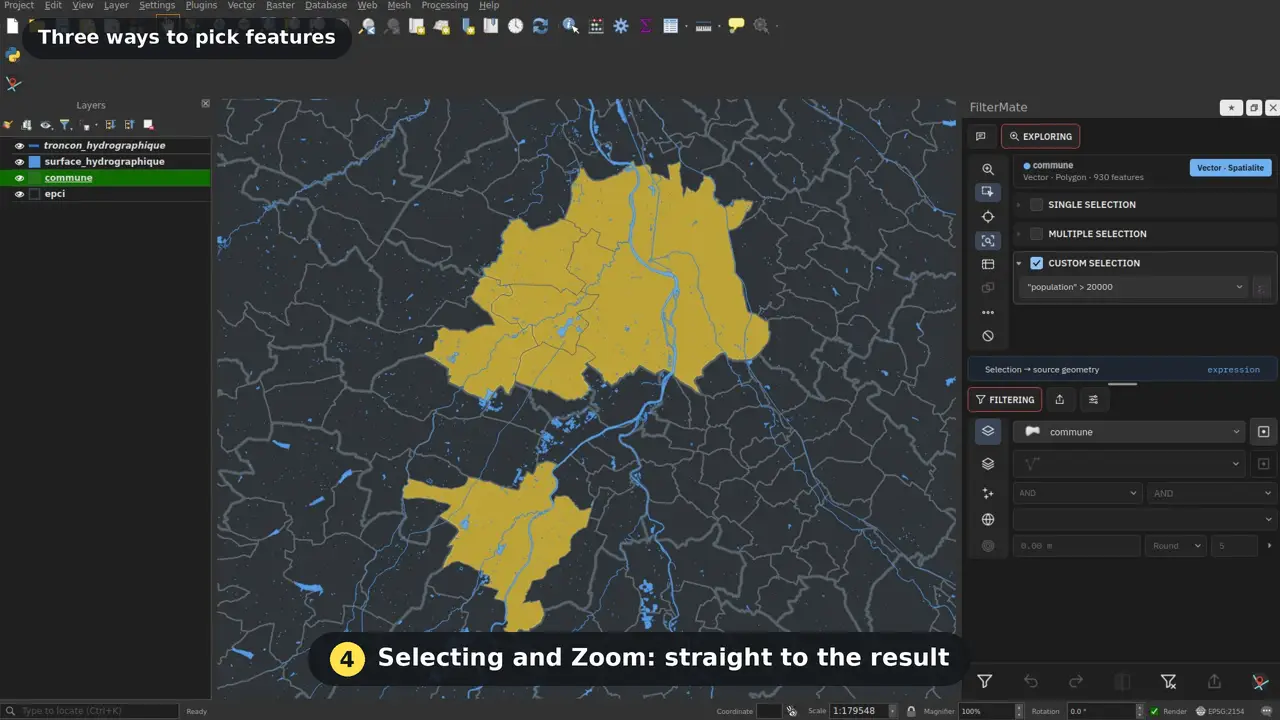 Project Edit View Layer Settings Plugins Vector Raster Database Web Mesh Processing Help
Three ways to pick features
Layers
troncon_hydrographique
surface_hydrographique
commune
epci
FilterMate
EXPLORING
commune
Vector - Polygon - 930 features
Vector - Spatialite
SINGLE SELECTION
MULTIPLE SELECTION
CUSTOM SELECTION
"population" > 20000
Selection → source geometry
expression
FILTERING
commune
AND
AND
0.00 m
Round
5
4 Selecting and Zoom: straight to the result
Type to locate (Ctrl+K)
Ready
Coordinate
Scale 1:179548
Magnifier 100%
Rotation 0.0 °
Render
EPSG:2154